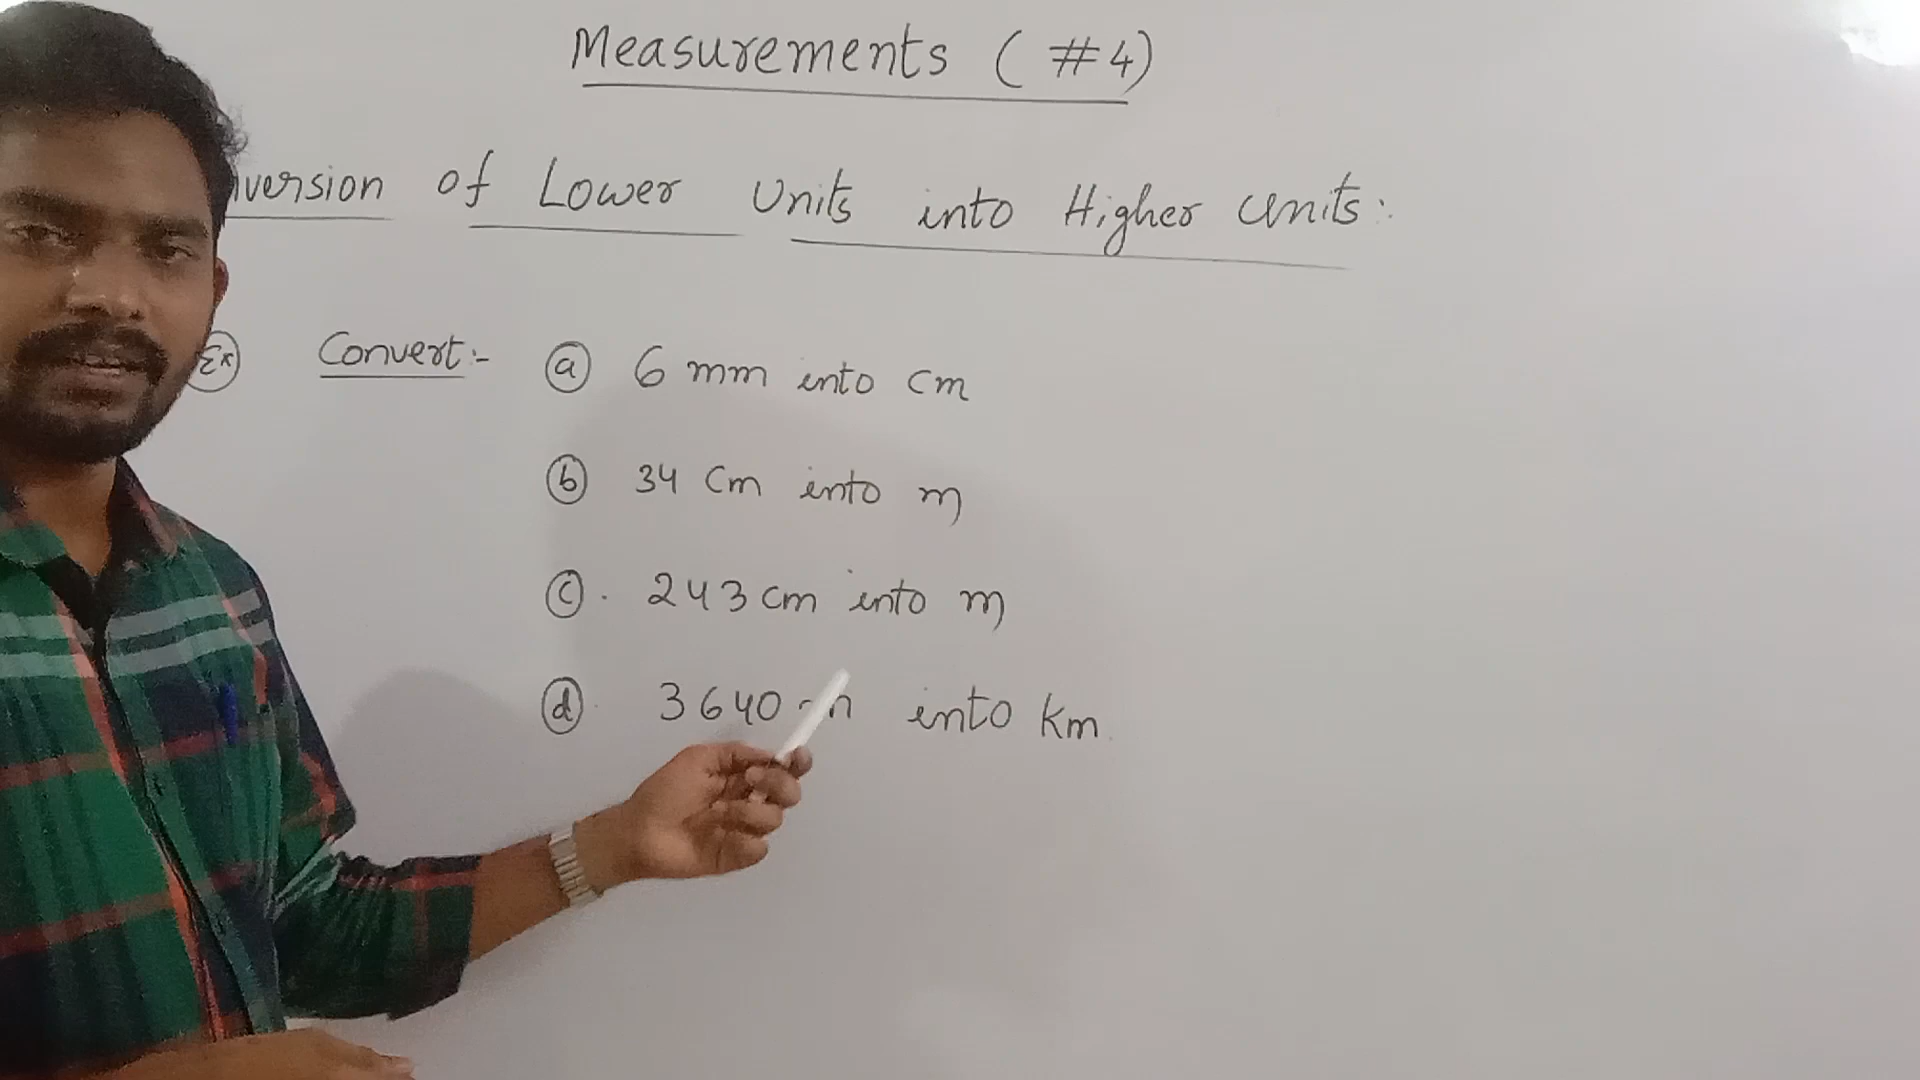 Measurements ( #4)
version of Lower Units into Higher Units:
Ex Convert:- a 6 mm into cm
b 34 cm into m
c. 243 cm into m
d. 3640 into km.